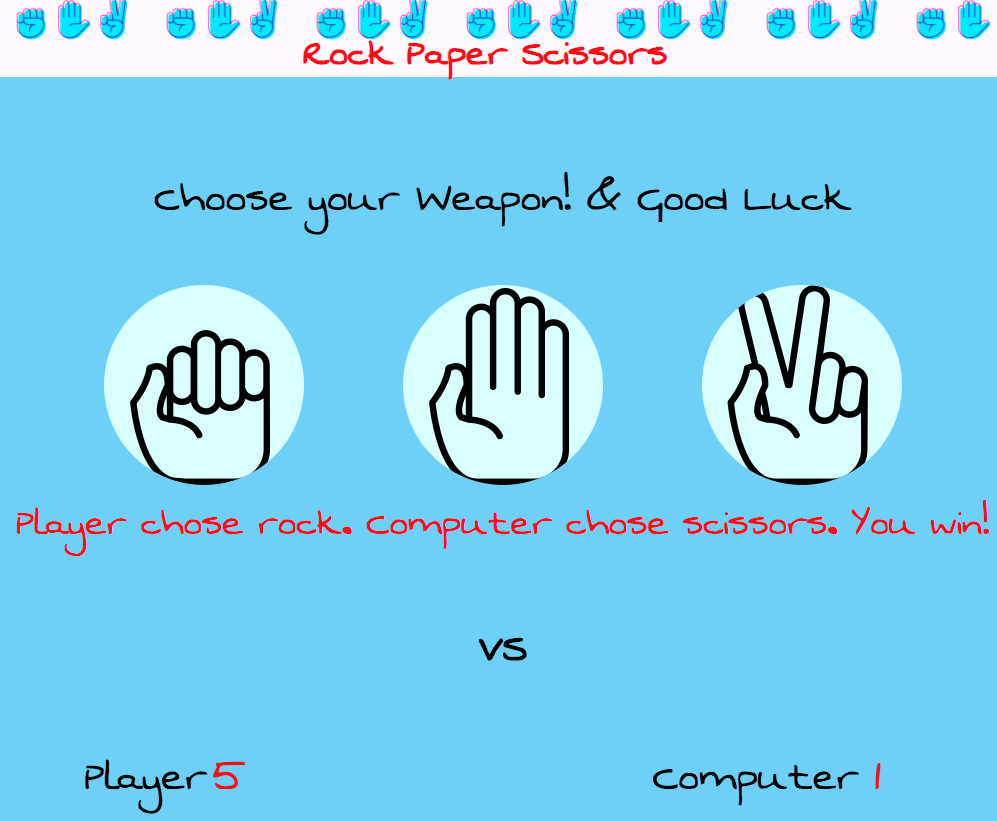 Rock Paper Scissors
Choose your Weapon! & Good Luck
Player chose rock. Computer chose scissors. You win!
vs
Player 5
Computer 1